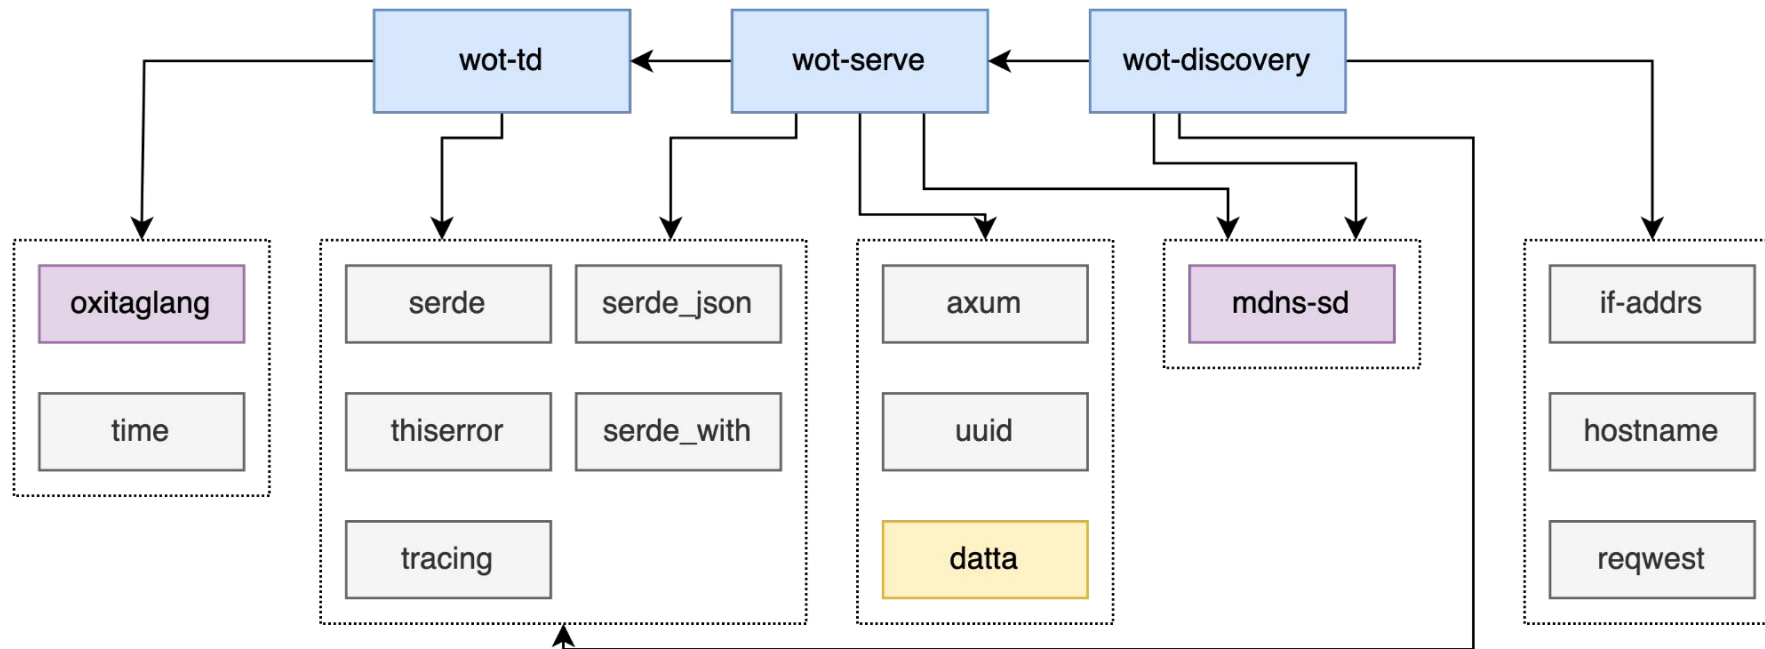 wot-td
wot-serve
wot-discovery
oxitaglang
time
serde
serde_json
thiserror
serde_with
tracing
axum
uuid
datta
mdns-sd
if-addrs
hostname
reqwest